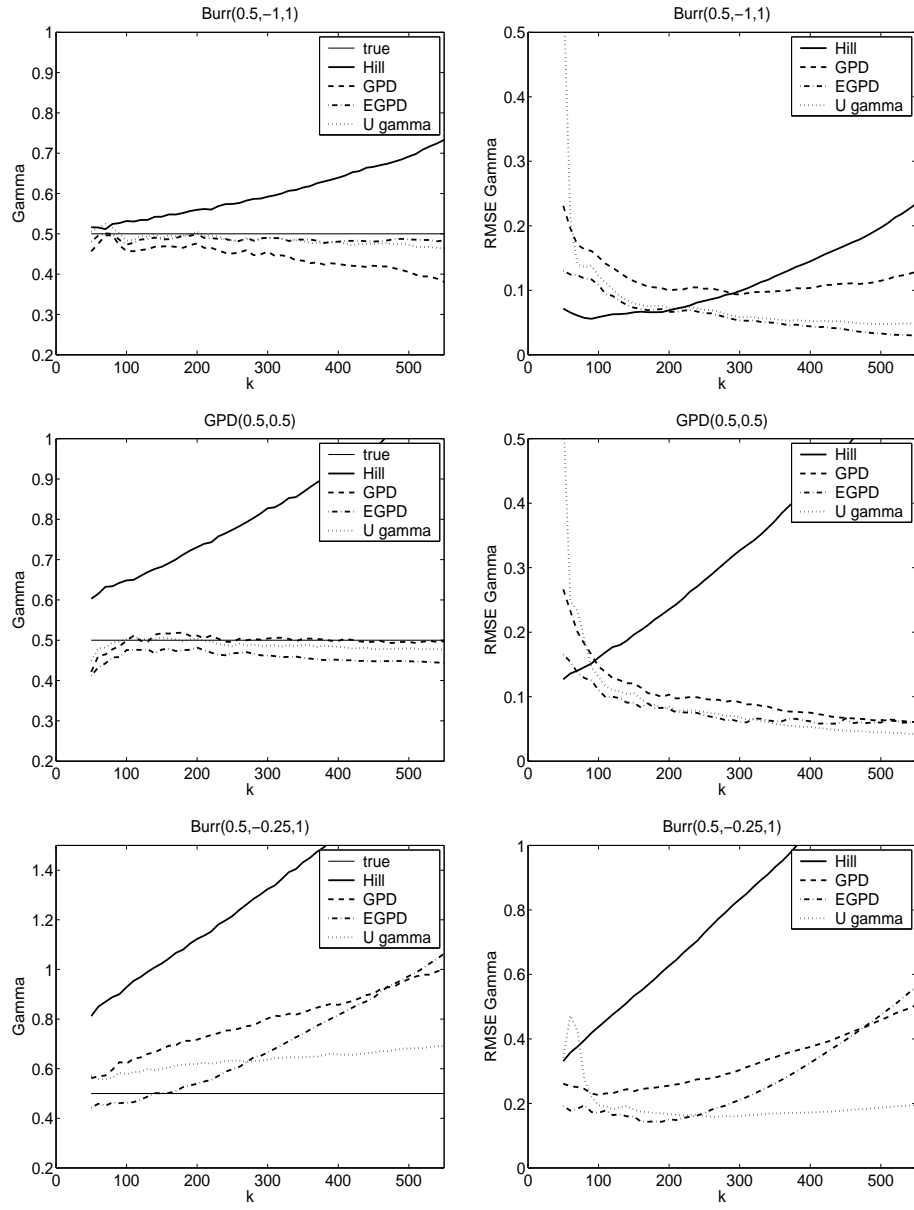 Burr(0.5,−1,1)
1
0.9
0.8
0.7
0.6
0.5
0.4
0.3
0.2
Gamma
true
Hill
GPD
EGPD
U gamma
0 100 200 300 400 500
k
Burr(0.5,−1,1)
0.5
0.4
0.3
0.2
0.1
0
RMSE Gamma
Hill
GPD
EGPD
U gamma
0 100 200 300 400 500
k
GPD(0.5,0.5)
1
0.9
0.8
0.7
0.6
0.5
0.4
0.3
0.2
Gamma
true
Hill
GPD
EGPD
U gamma
0 100 200 300 400 500
k
GPD(0.5,0.5)
0.5
0.4
0.3
0.2
0.1
0
RMSE Gamma
Hill
GPD
EGPD
U gamma
0 100 200 300 400 500
k
Burr(0.5,−0.25,1)
1.4
1.2
1
0.8
0.6
0.4
0.2
Gamma
true
Hill
GPD
EGPD
U gamma
0 100 200 300 400 500
k
Burr(0.5,−0.25,1)
1
0.8
0.6
0.4
0.2
0
RMSE Gamma
Hill
GPD
EGPD
U gamma
0 100 200 300 400 500
k